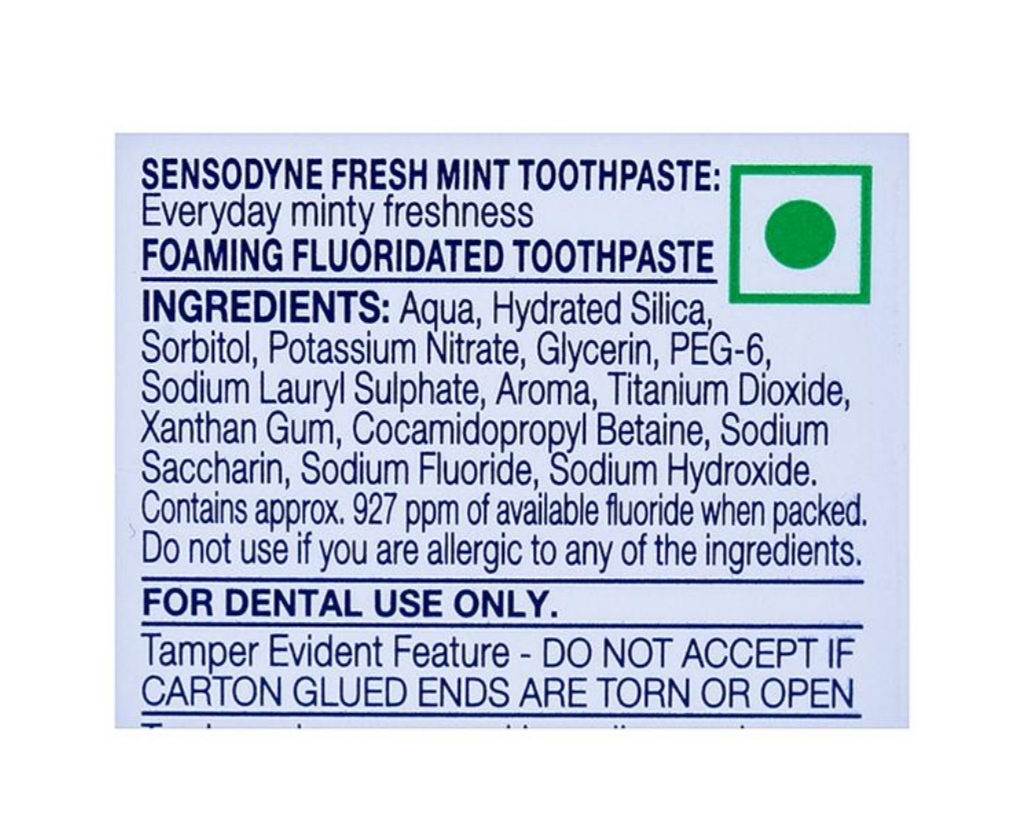 SENSODYNE FRESH MINT TOOTHPASTE:
Everyday minty freshness
FOAMING FLUORIDATED TOOTHPASTE
INGREDIENTS: Aqua, Hydrated Silica,
Sorbitol, Potassium Nitrate, Glycerin, PEG-6,
Sodium Lauryl Sulphate, Aroma, Titanium Dioxide,
Xanthan Gum, Cocamidopropyl Betaine, Sodium
Saccharin, Sodium Fluoride, Sodium Hydroxide.
Contains approx. 927 ppm of available fluoride when packed.
Do not use if you are allergic to any of the ingredients.
FOR DENTAL USE ONLY.
Tamper Evident Feature - DO NOT ACCEPT IF
CARTON GLUED ENDS ARE TORN OR OPEN